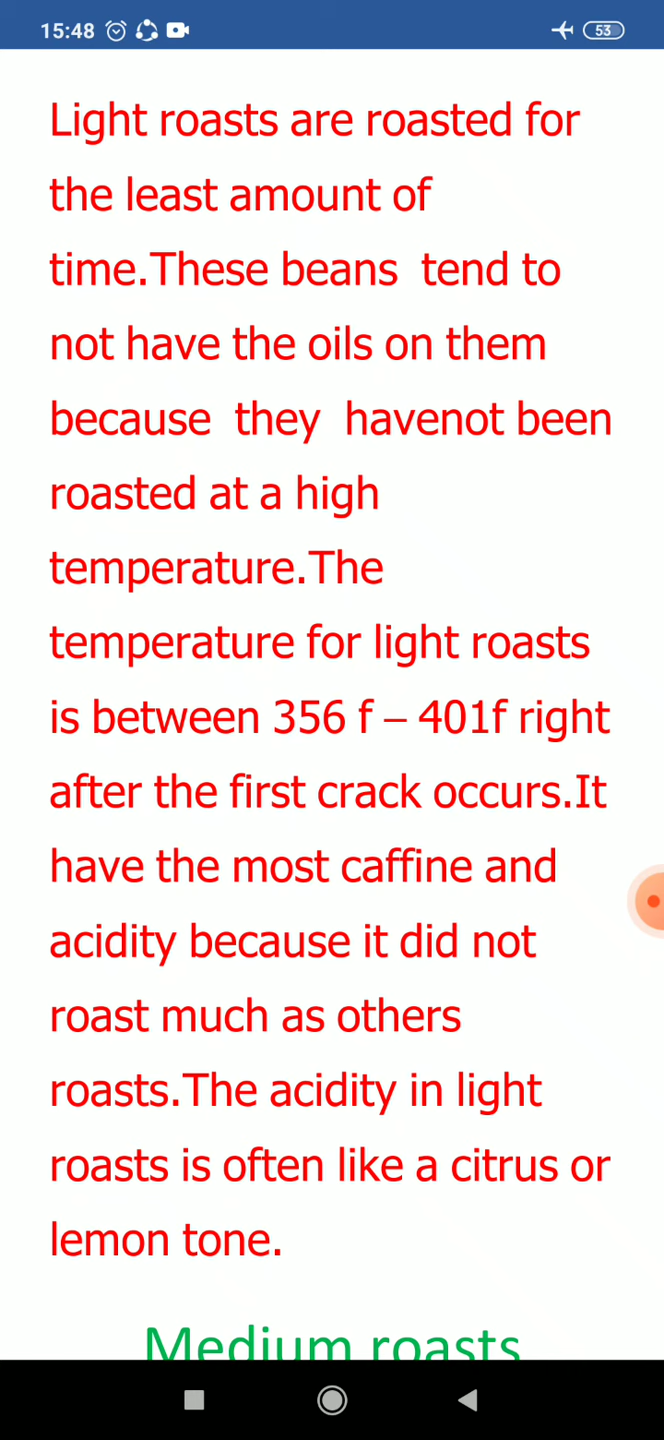 15:48
53
Light roasts are roasted for
the least amount of
time.These beans  tend to
not have the oils on them
because  they  havenot been
roasted at a high
temperature.The
temperature for light roasts
is between 356 f – 401f right
after the first crack occurs.It
have the most caffine and
acidity because it did not
roast much as others
roasts.The acidity in light
roasts is often like a citrus or
lemon tone.
Medium roasts